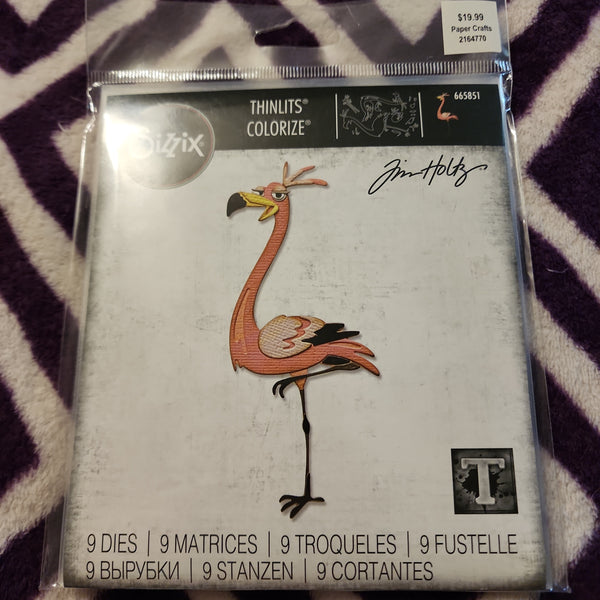 $19.99
Paper Crafts
2164770
sizzix
THINLITS®
COLORIZE®
665851
Tim Holtz
T
9 DIES | 9 MATRICES | 9 TROQUELES | 9 FUSTELLE
9 ВЫРУБКИ | 9 STANZEN | 9 CORTANTES